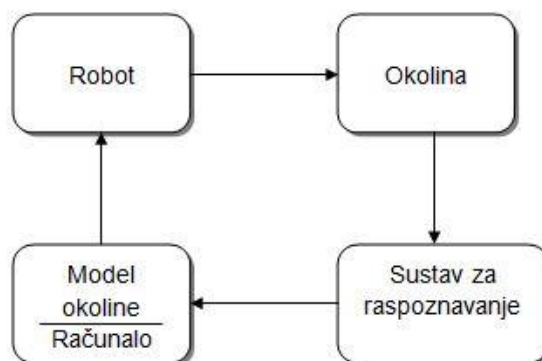 Robot
Okolina
Model
okoline
Računalo
Sustav za
raspoznavanje